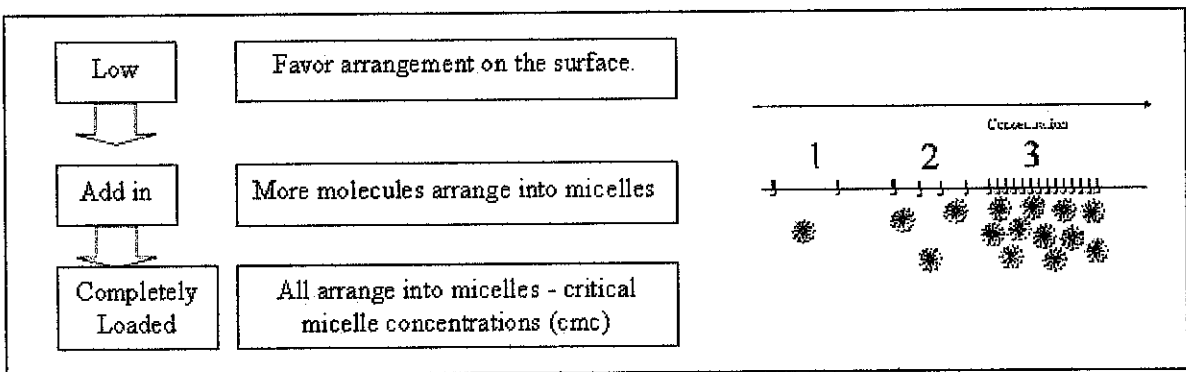 Low
Favor arrangement on the surface.
Add in
More molecules arrange into micelles
Completely
Loaded
All arrange into micelles - critical
micelle concentrations (cmc)
Concentration
1 2 3